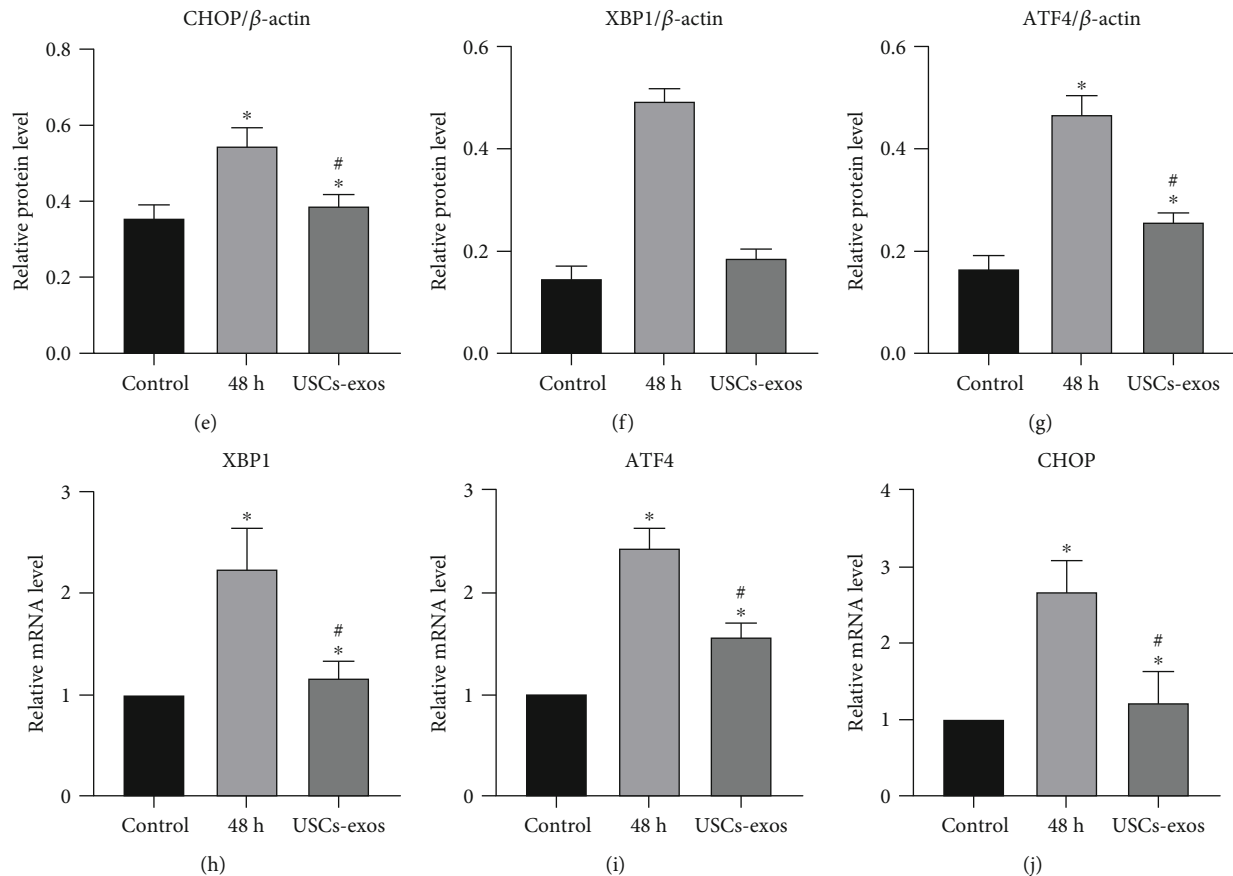 CHOP/β-actin
Relative protein level
0.8
0.6
0.4
0.2
0.0
*
#
*
Control 48 h USCs-exos
(e)
XBP1/β-actin
Relative protein level
0.6
0.4
0.2
0.0
Control 48 h USCs-exos
(f)
ATF4/β-actin
Relative protein level
0.6
0.4
0.2
0.0
*
#
*
Control 48 h USCs-exos
(g)
XBP1
Relative mRNA level
3
2
1
0
*
#
*
Control 48 h USCs-exos
(h)
ATF4
Relative mRNA level
3
2
1
0
*
#
*
Control 48 h USCs-exos
(i)
CHOP
Relative mRNA level
4
3
2
1
0
*
#
*
Control 48 h USCs-exos
(j)